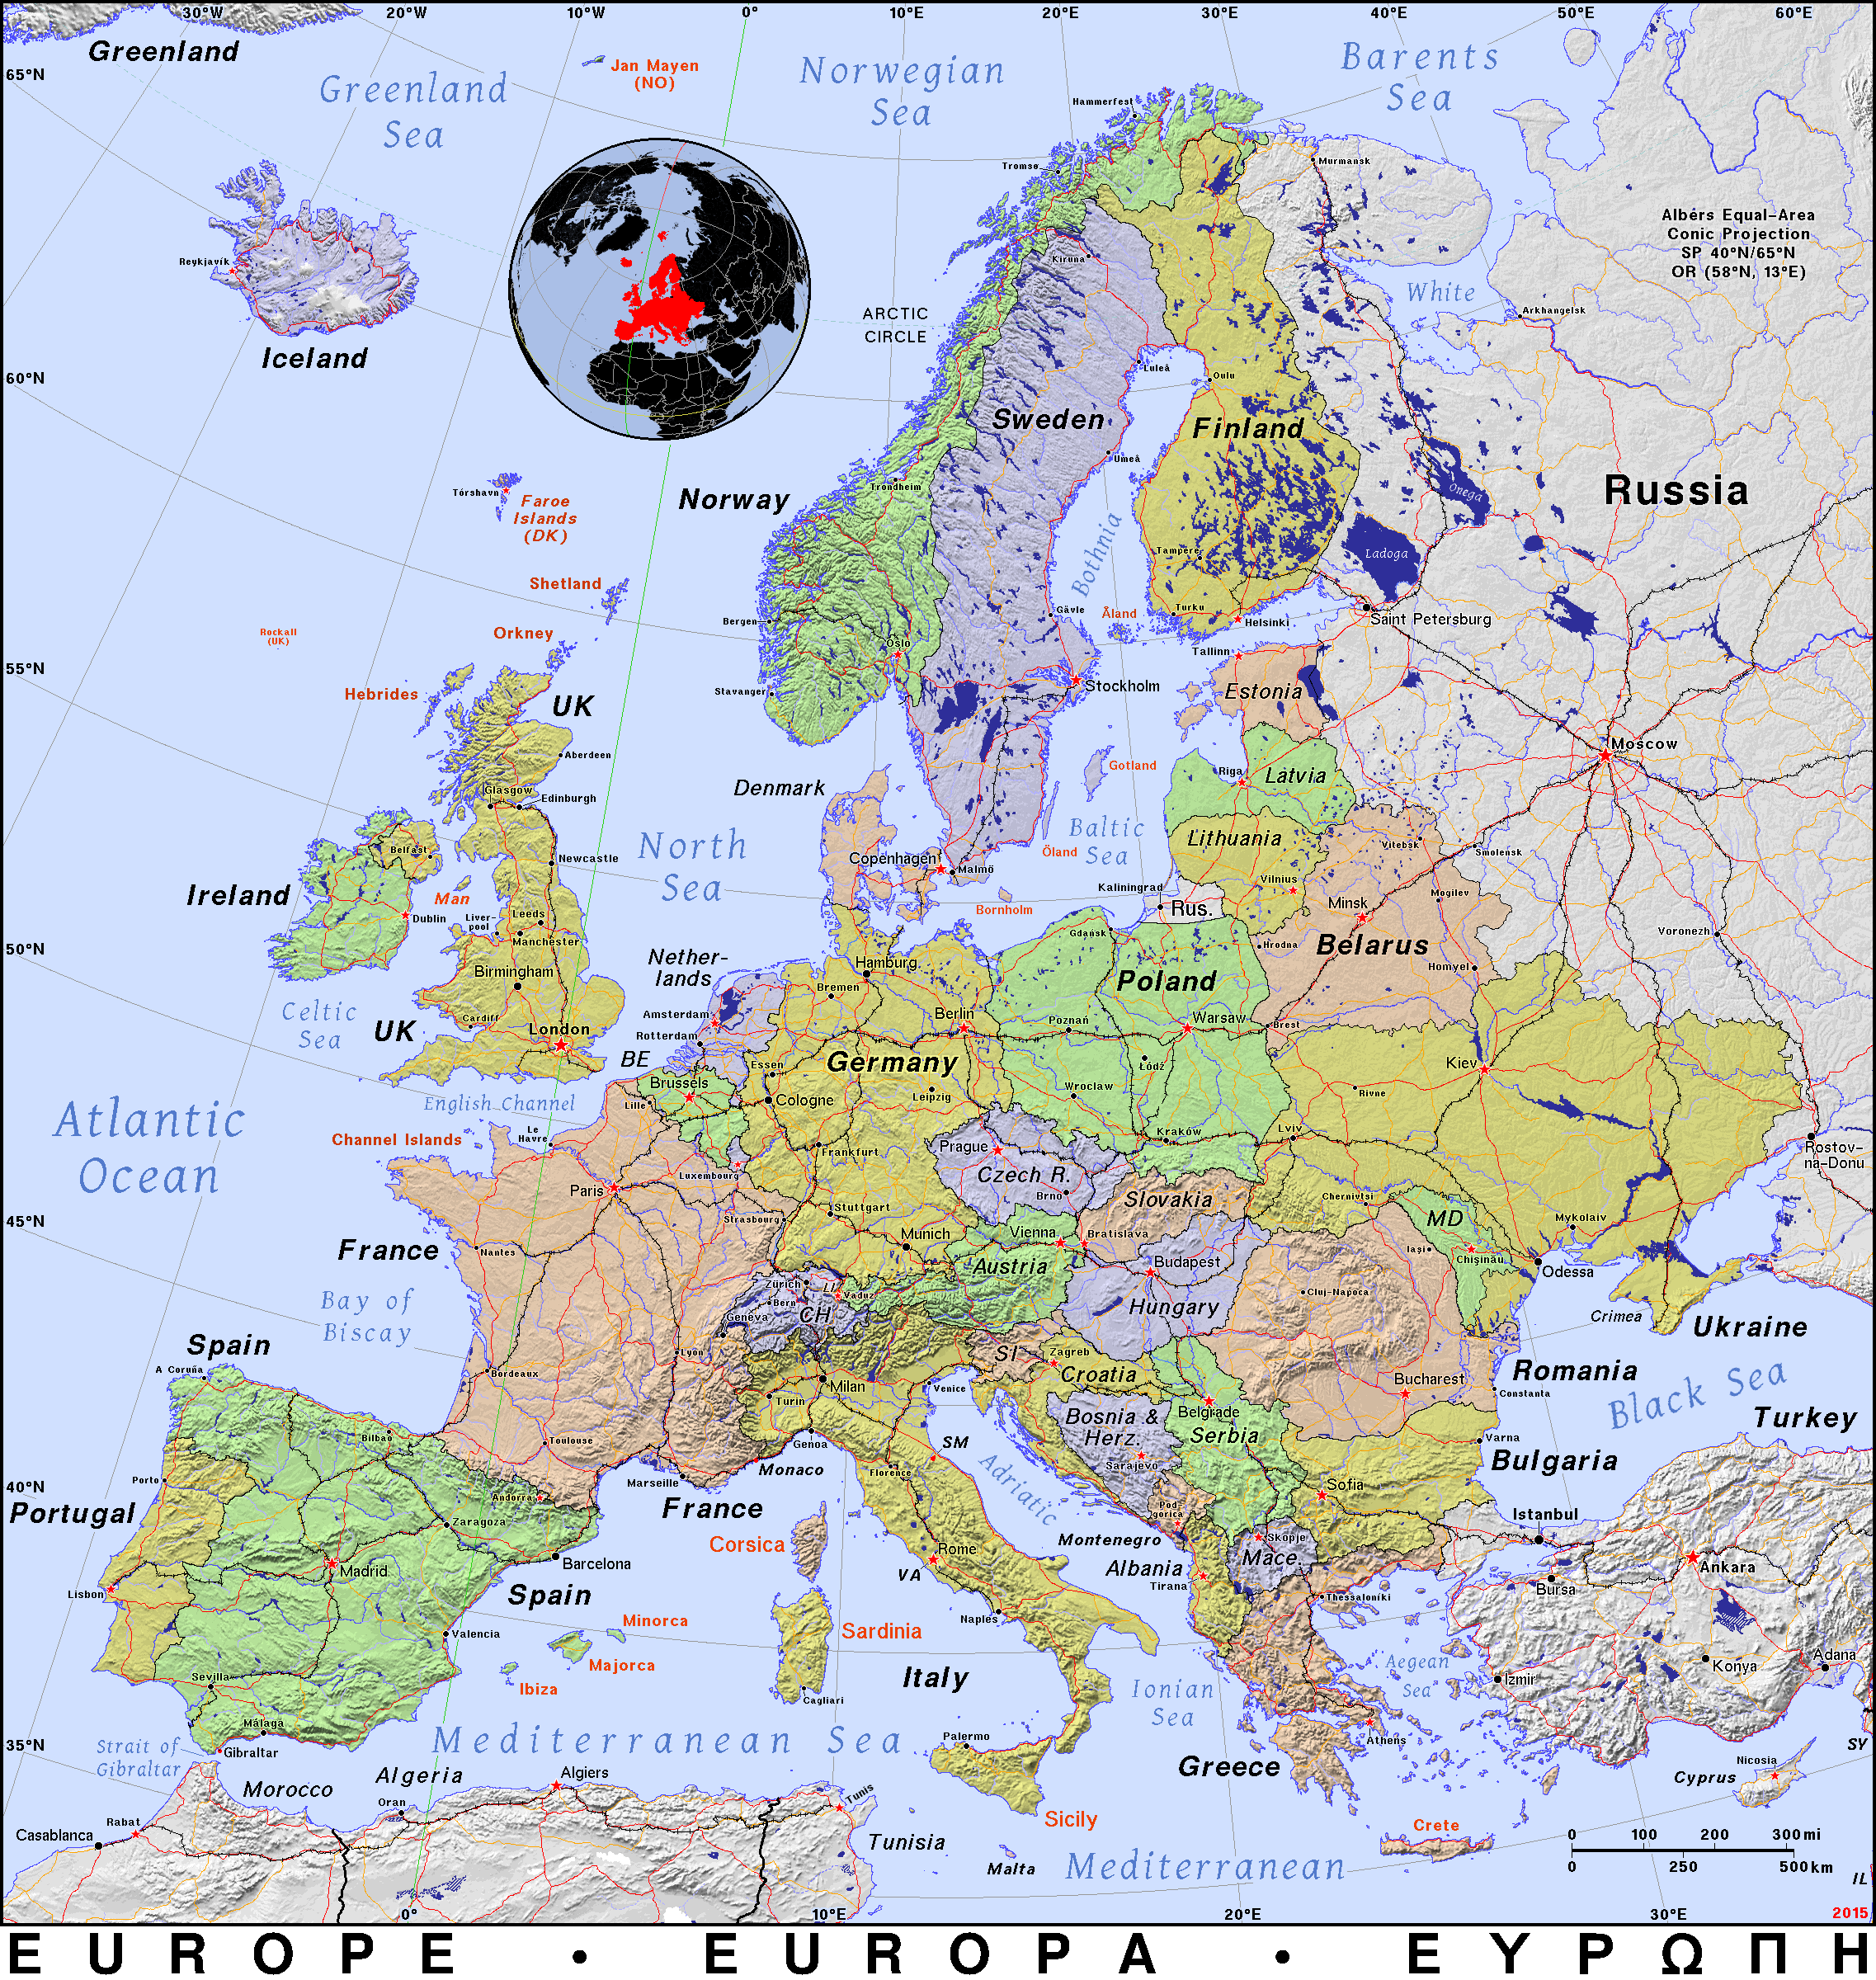 30°W
20°W
10°W
0°
10°E
20°E
30°E
40°E
50°E
60°E
Greenland
65°N
Greenland
Sea
Jan Mayen
(NO)
Norwegian
Sea
Barents
Sea
Hammerfest
Tromsø
Murmansk
Albers Equal-Area
Conic Projection
SP 40°N/65°N
OR (58°N, 13°E)
Reykjavík
Kiruna
White
Arkhangelsk
ARCTIC
CIRCLE
Iceland
60°N
Luleå
Oulu
Sweden
Finland
Umeå
Norway
Trondheim
Russia
Onega
Tórshavn
Faroe
Islands
(DK)
Ladoga
Tampere
Bothnia
Shetland
Orkney
Rockall
(UK)
Bergen
Oslo
Gävle
Åland
Turku
Helsinki
Saint Petersburg
Tallinn
55°N
Hebrides
UK
Stavanger
Stockholm
Estonia
Aberdeen
Moscow
Gotland
Riga
Latvia
Denmark
Glasgow
Edinburgh
North
Sea
Baltic
Sea
Öland
Lithuania
Vitebsk
Smolensk
Belfast
Newcastle
Copenhagen
Malmö
Kaliningrad
Rus.
Vilnius
Minsk
Mogilev
Ireland
Man
Dublin
Liver-
pool
Leeds
Manchester
Bornholm
Gdańsk
Hrodna
Belarus
Voronezh
50°N
Birmingham
Nether-
lands
Hamburg
Bremen
Poland
Homyel
Celtic
Sea
UK
Cardiff
London
Amsterdam
Rotterdam
Berlin
Poznań
Warsaw
Brest
BE
Essen
Germany
Łódź
Kiev
Brussels
Lille
Cologne
Leipzig
Wroclaw
Rivne
Atlantic
Ocean
English Channel
Channel Islands
Le
Havre
Frankfurt
Prague
Kraków
Lviv
Rostov-
na-Donu
Luxembourg
Czech R.
Brno
Paris
Slovakia
Chernivtsi
45°N
Strasbourg
Stuttgart
MD
Mykolaiv
France
Nantes
Munich
Vienna
Bratislava
Iași
Chișinău
Austria
Budapest
Odessa
Zürich
LI
Vaduz
Bern
CH
Geneva
Hungary
Cluj-Napoca
Crimea
Ukraine
Bay of
Biscay
Spain
A Coruña
Lyon
SI
Zagreb
Croatia
Romania
Bordeaux
Milan
Venice
Bucharest
Constanta
Black Sea
Turin
Bosnia &
Herz.
Belgrade
Serbia
Turkey
Bilbao
Toulouse
Genoa
SM
Varna
Porto
Marseille
Monaco
Florence
Adriatic
Sarajevo
Bulgaria
40°N
Andorra
Sofia
Portugal
Zaragoza
France
Pod-
gorica
Istanbul
Corsica
Montenegro
Skopje
Mace.
Madrid
Barcelona
Rome
VA
Albania
Tirana
Ankara
Bursa
Lisbon
Spain
Naples
Thessaloniki
Minorca
Valencia
Sardinia
Majorca
Sevilla
Ibiza
Italy
Aegean
Sea
Konya
Adana
Izmir
Cagliari
Ionian
Sea
Málaga
35°N
Strait of
Gibraltar
Gibraltar
Mediterranean Sea
Palermo
Athens
SY
Nicosia
Cyprus
Greece
Morocco
Algeria
Algiers
Oran
Tunis
Rabat
Casablanca
Sicily
Crete
Tunisia
Malta
Mediterranean
0 100 200 300 mi
0 250 500 km
IL
0°
10°E
20°E
30°E
2015
EUROPE • EUROPA • ΕΥΡΩΠΗ